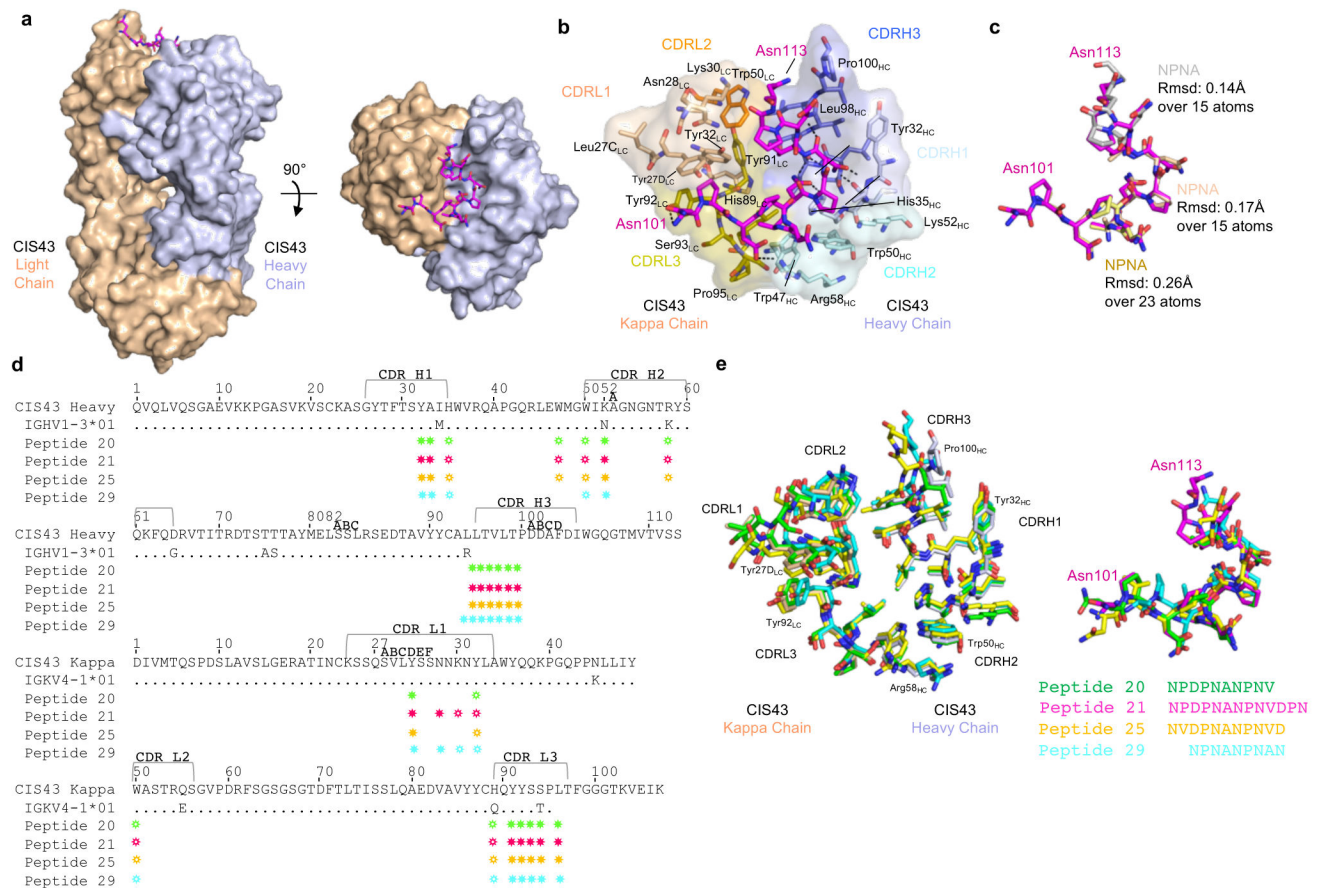 a
CIS43
Light
Chain
CIS43
Heavy
Chain
90°
b
CDRL2
CDRH3
Asn113
Lys30LC
Trp50LC
Pro100HC
Asn28LC
CDRL1
Leu98HC
Tyr32LC
Tyr32HC
Leu27CLC
Tyr91LC
CDRH1
Tyr27DLC
Tyr92LC
His89LC
His35HC
Asn101
Lys52HC
Ser93LC
Trp50HC
CDRL3
CDRH2
Pro95LC
Trp47HC
Arg58HC
CIS43
Kappa Chain
CIS43
Heavy Chain
c
Asn113
NPNA
Rmsd: 0.14Å
over 15 atoms
Asn101
NPNA
Rmsd: 0.17Å
over 15 atoms
NPNA
Rmsd: 0.26Å
over 23 atoms
d
CDR H1 CDR H2
1 10 20 30 40 50 52 60
A
CIS43 Heavy QVQLVQSGAEVKKPGASVKVSCKASGYTFTSYAIHWVRQAPGQRLEWMGWIKAGNGNTRYS
IGHV1-3*01 .................................M.................N......K..
Peptide 20
Peptide 21
Peptide 25
Peptide 29
CDR H3
61 70 80 82 90 100 110
ABC ABCD
CIS43 Heavy QKFQDRVTITRDTSTTTAYMELSSLRSEDTAVYYCALLTVLTPDDAFDIWGQGTMVTVSS
IGHV1-3*01 ....G.........AS....................R
Peptide 20
Peptide 21
Peptide 25
Peptide 29
CDR L1
1 10 20 27 30 40
ABCDEF
CIS43 Kappa DIVMTQSPDSLAVSLGERATINCKSSQSVLYSSNNKNYLAWYQQKPGQPPNLLIY
IGKV4-1*01 ..................................................K....
Peptide 20
Peptide 21
Peptide 25
Peptide 29
CDR L2 CDR L3
50 60 70 80 90 100
CIS43 Kappa WASTRQSGVPDRFSGSGSGTDFTLTISSLQAEDVAVYYCHQYYSSPLTFGGGTKVEIK
IGKV4-1*01 .....E.................................Q....T.
Peptide 20
Peptide 21
Peptide 25
Peptide 29
e
CDRH3
CDRL2
Pro100HC
CDRL1
Tyr32HC
CDRH1
Tyr27DLC
Tyr92LC
CDRL3
Trp50HC
CDRH2
Arg58HC
CIS43
Kappa Chain
CIS43
Heavy Chain
Asn113
Asn101
Peptide 20 NPDPNANPNV
Peptide 21 NPDPNANPNVDPN
Peptide 25 NVDPNANPNVD
Peptide 29 NPNANPNAN